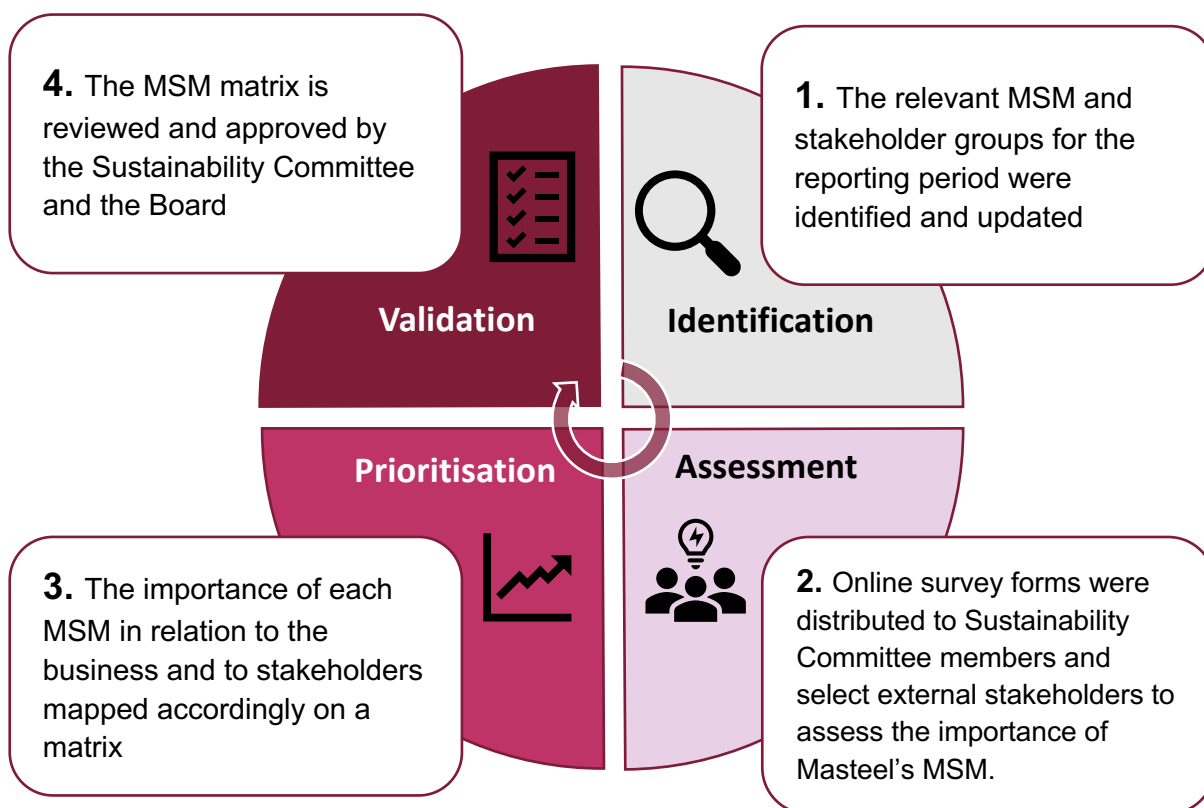 4. The MSM matrix is
reviewed and approved by
the Sustainability Committee
and the Board
1. The relevant MSM and
stakeholder groups for the
reporting period were
identified and updated
Validation
Identification
Prioritisation
Assessment
3. The importance of each
MSM in relation to the
business and to stakeholders
mapped accordingly on a
matrix
2. Online survey forms were
distributed to Sustainability
Committee members and
select external stakeholders to
assess the importance of
Masteel’s MSM.